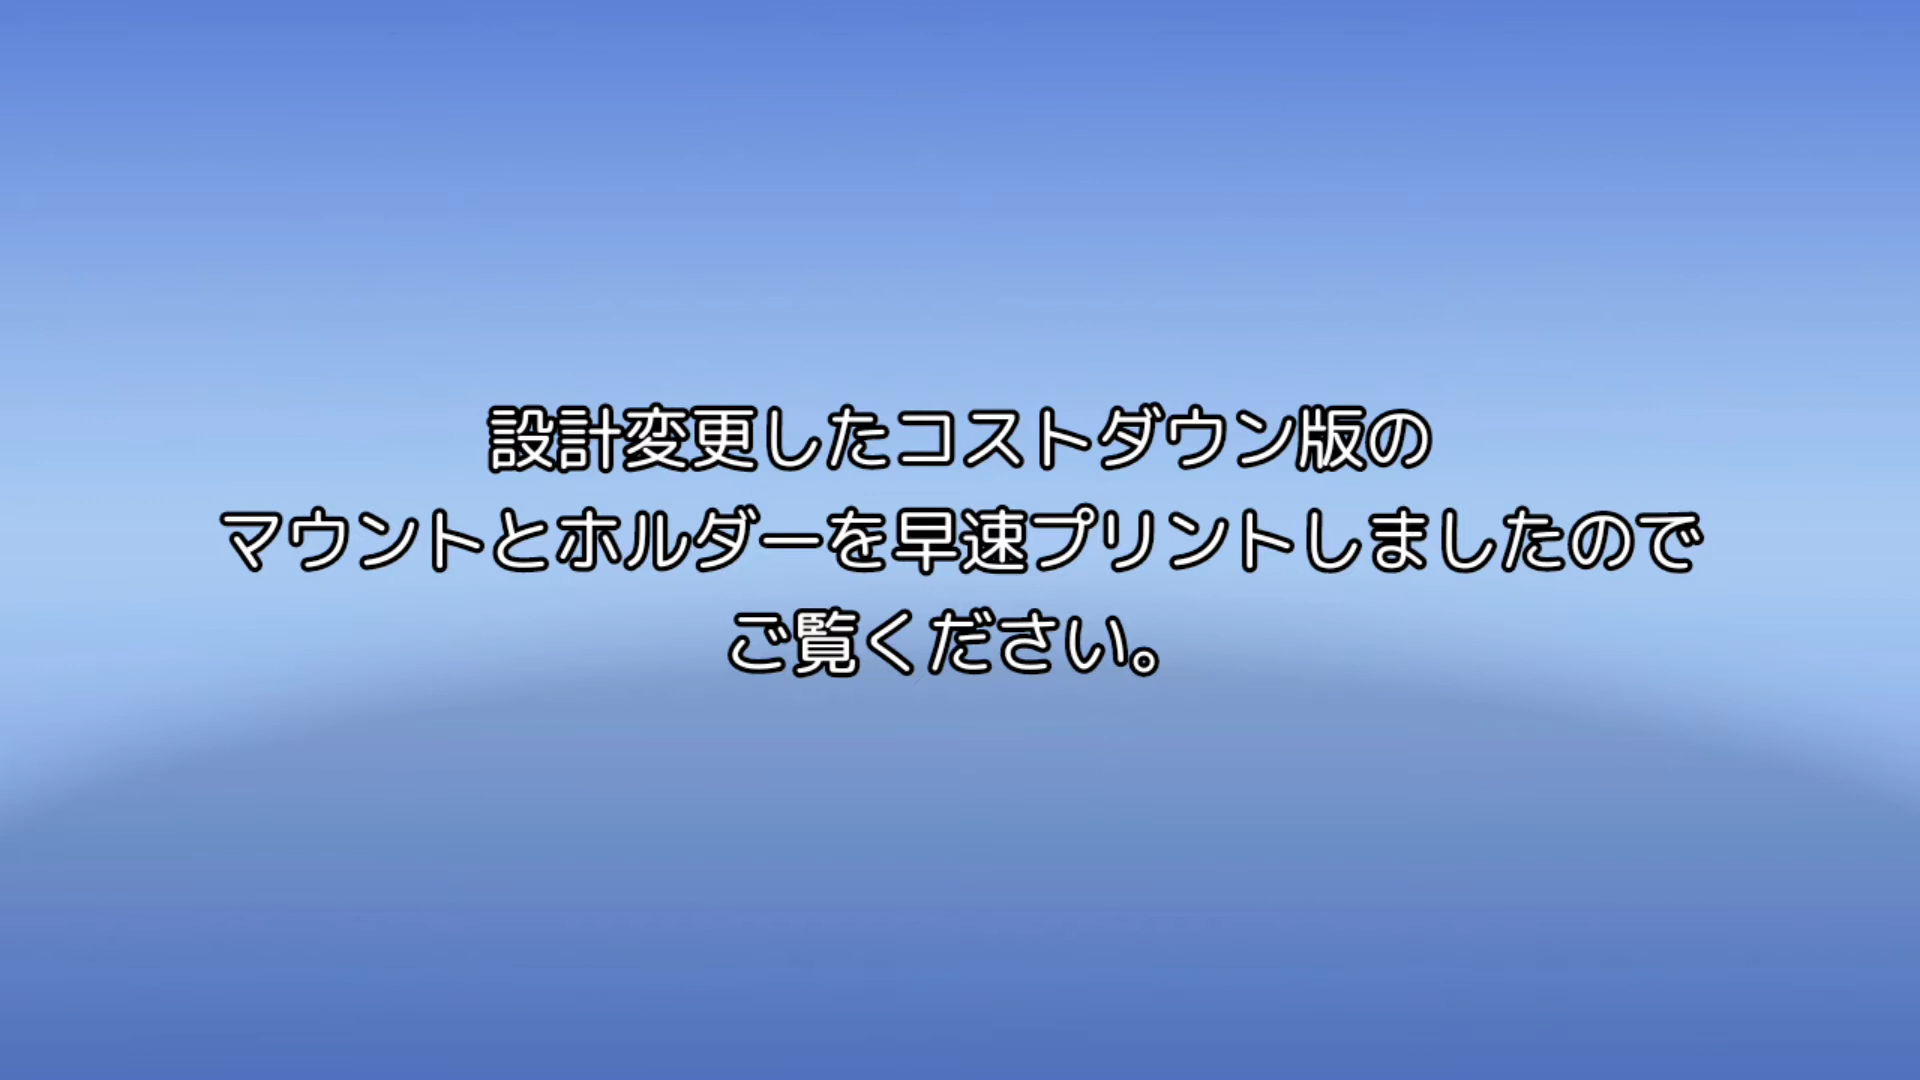 設計変更したコストダウン版の
マウントとホルダーを早速プリントしましたので
ご覧ください。